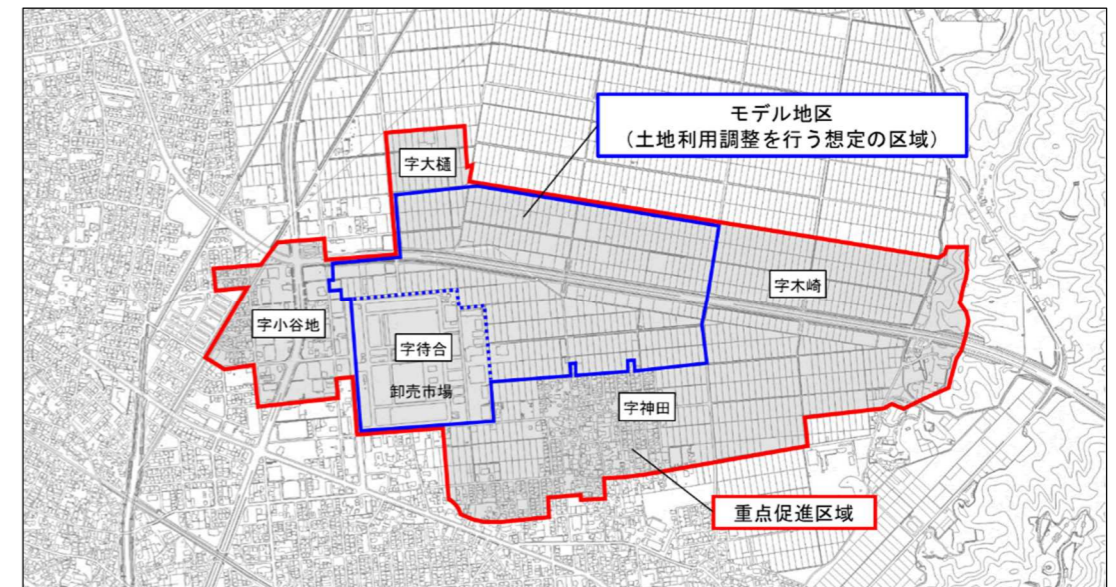 モデル地区
（土地利用調整を行う想定の区域）
字大樋
字木崎
字小谷地
字待合
卸売市場
字神田
重点促進区域